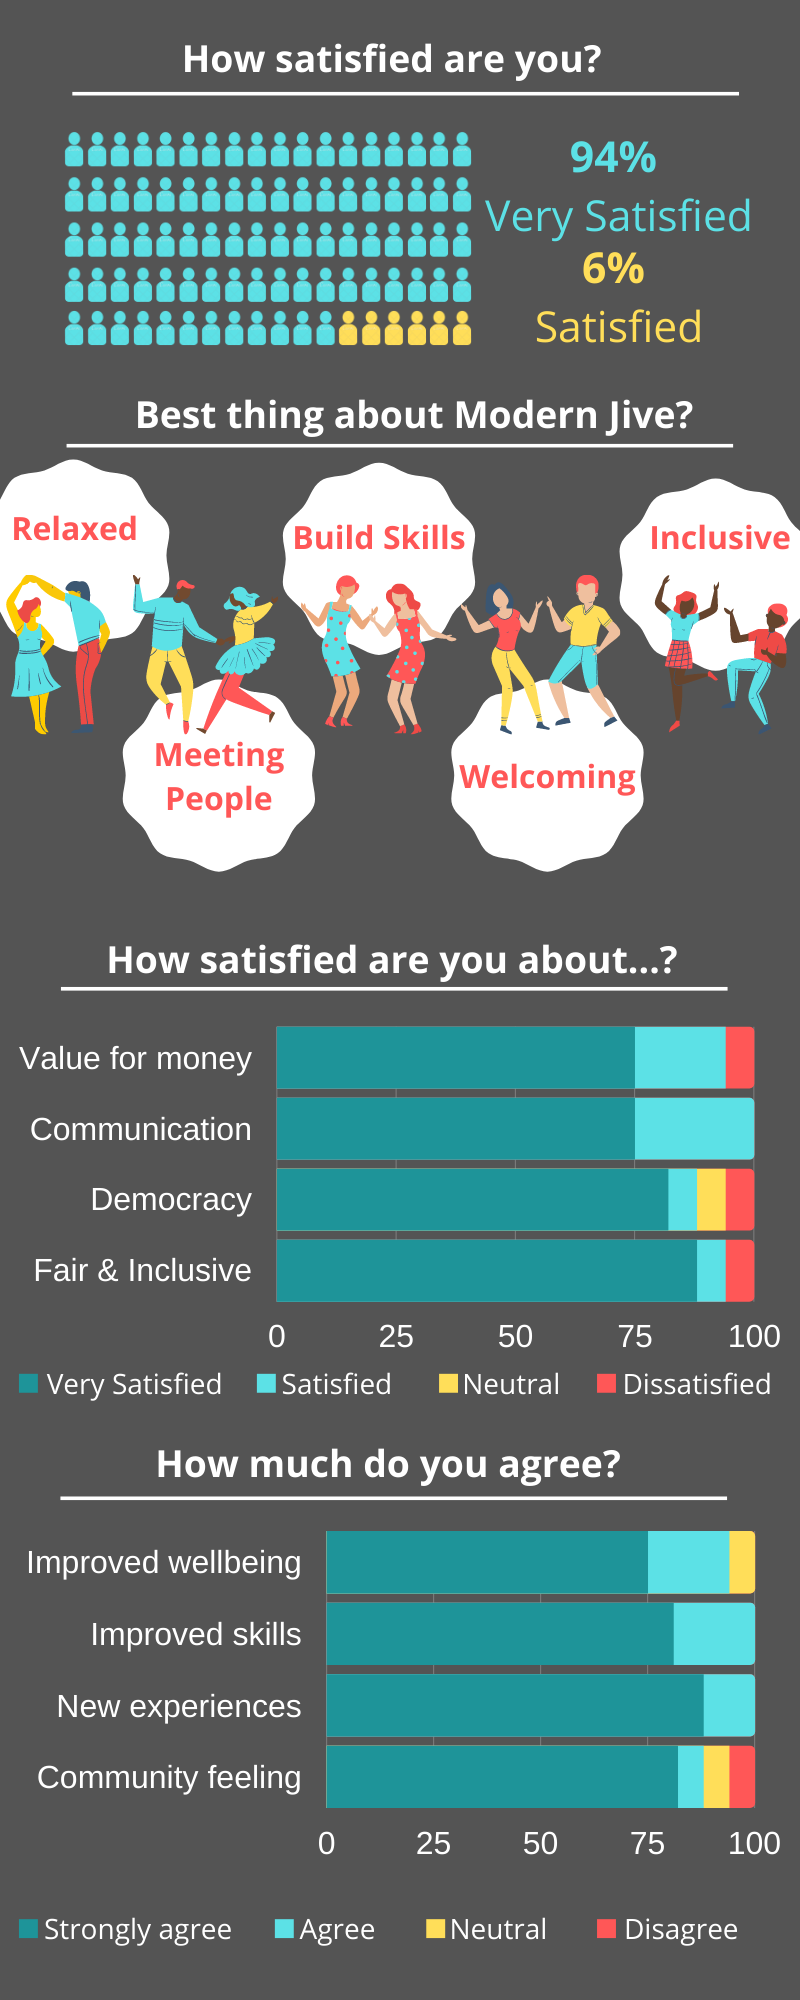 How satisfied are you?
94%
Very Satisfied
6%
Satisfied
Best thing about Modern Jive?
Relaxed
Build Skills
Inclusive
Meeting
People
Welcoming
How satisfied are you about...?
Value for money
Communication
Democracy
Fair & Inclusive
0 25 50 75 100
Very Satisfied Satisfied Neutral Dissatisfied
How much do you agree?
Improved wellbeing
Improved skills
New experiences
Community feeling
0 25 50 75 100
Strongly agree Agree Neutral Disagree